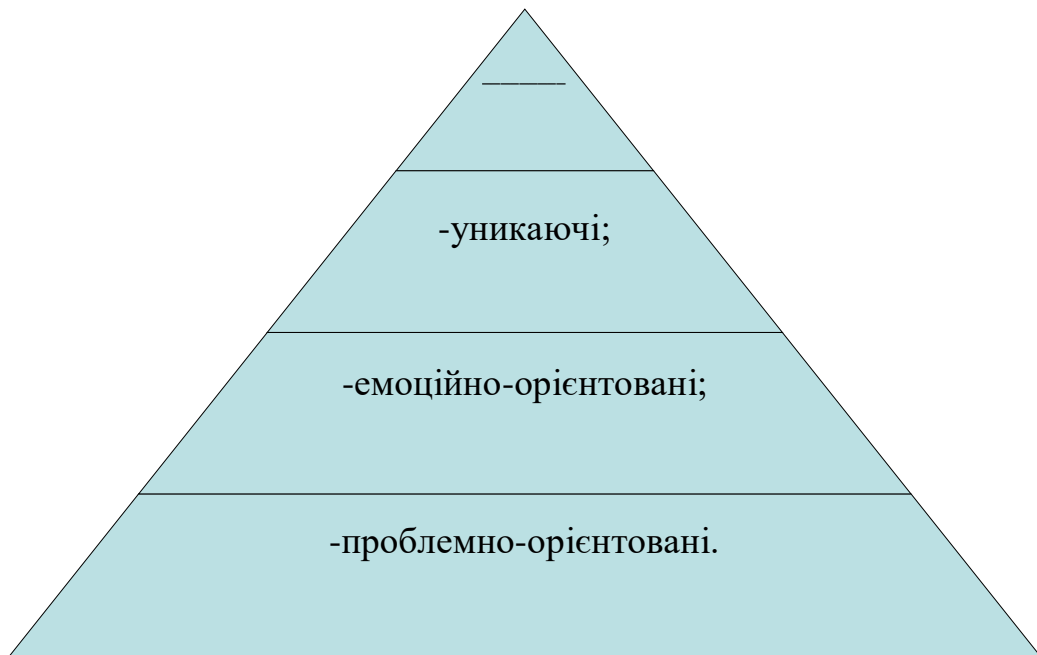 -уникаючі;
-емоційно-орієнтовані;
-проблемно-орієнтовані.